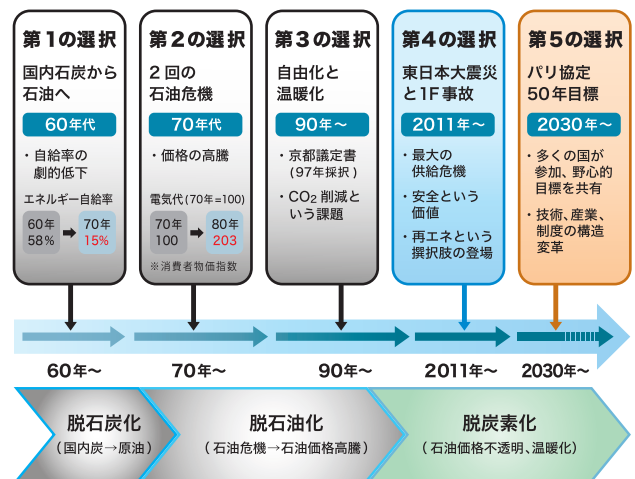 第1の選択
国内石炭から
石油へ
60年代
・自給率の
劇的低下
エネルギー自給率
60年
58%
70年
15%
第2の選択
2回の
石油危機
70年代
・価格の高騰
電気代(70年=100)
70年
100
80年
203
※消費者物価指数
第3の選択
自由化と
温暖化
90年～
・京都議定書
(97年採択)
・CO2削減と
いう課題
第4の選択
東日本大震災
と1F事故
2011年～
・最大の
供給危機
・安全という
価値
・再エネという
撰択肢の登場
第5の選択
パリ協定
50年目標
2030年～
・多くの国が
参加、野心的
目標を共有
・技術、産業、
制度の構造
変革
60年～
70年～
90年～
2011年～
2030年～
脱石炭化
(国内炭→原油)
脱石油化
(石油危機→石油価格高騰)
脱炭素化
(石油価格不透明、温暖化)